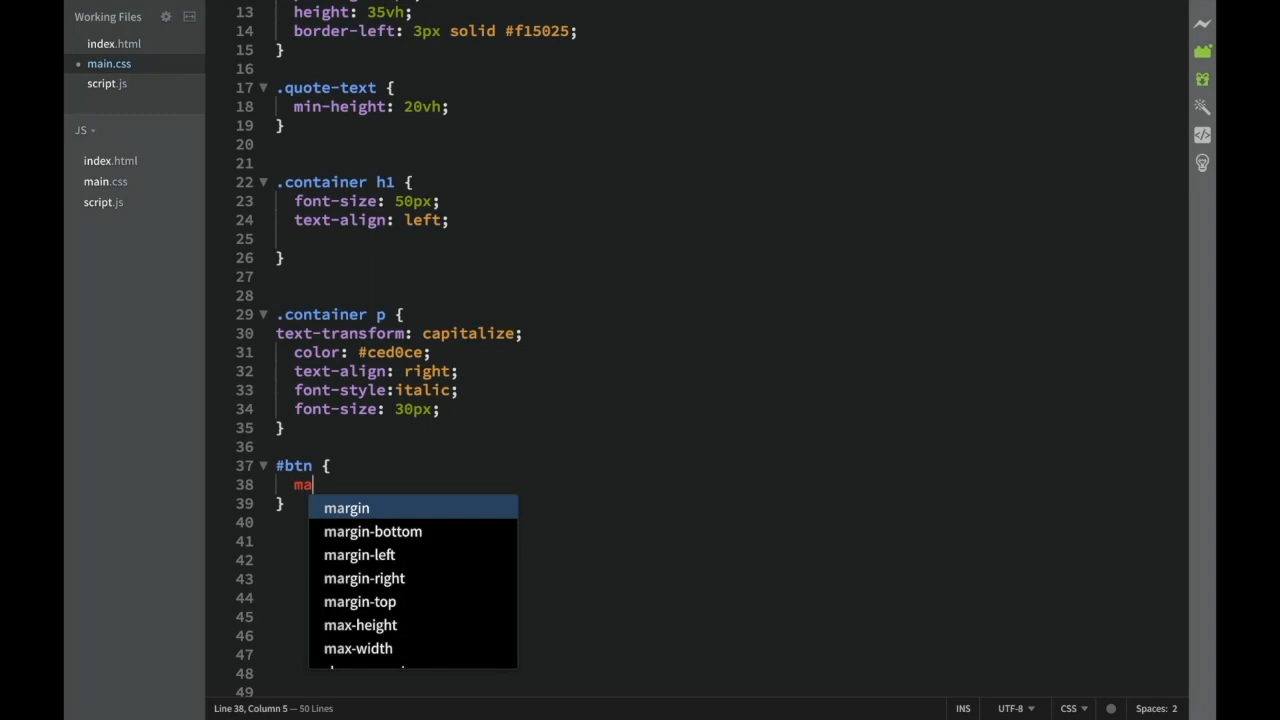 Working Files
index.html
main.css
script.js
JS
index.html
main.css
script.js
13 height: 35vh;
14 border-left: 3px solid #f15025;
15 }
16
17 .quote-text {
18 min-height: 20vh;
19 }
20
21
22 .container h1 {
23 font-size: 50px;
24 text-align: left;
25
26 }
27
28
29 .container p {
30 text-transform: capitalize;
31 color: #ced0ce;
32 text-align: right;
33 font-style:italic;
34 font-size: 30px;
35 }
36
37 #btn {
38 ma
39 }
margin
margin-bottom
margin-left
margin-right
margin-top
max-height
max-width
40
41
42
43
44
45
46
47
48
49
Line 38, Column 5 — 50 Lines
INS
UTF-8
CSS
Spaces: 2